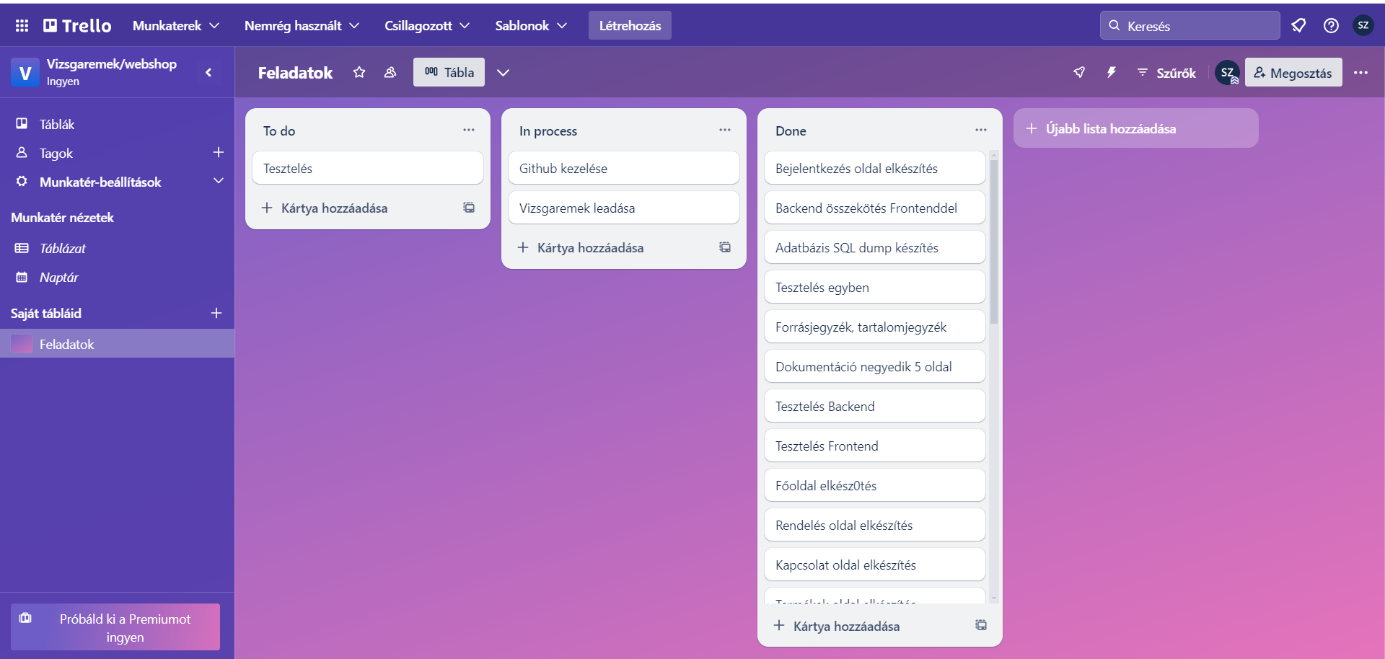 Trello Munkaterek Nemrég használt Csillagozott Sablonok Létrehozás Keresés SZ
V Vizsgaremek/webshop
Ingyen
Táblák
Tagok
Munkatér-beállítások
Munkatér nézetek
Táblázat
Naptár
Saját tábláid
Feladatok
Próbáld ki a Premiumot
ingyen
Feladatok Tábla Szűrők SZ Megosztás
To do
Tesztelés
Kártya hozzáadása
In process
Github kezelése
Vizsgaremek leadása
Kártya hozzáadása
Done
Bejelentkezés oldal elkészítés
Backend összekötés Frontenddel
Adatbázis SQL dump készítés
Tesztelés egyben
Forrásjegyzék, tartalomjegyzék
Dokumentáció negyedik 5 oldal
Tesztelés Backend
Tesztelés Frontend
Főoldal elkész0tés
Rendelés oldal elkészítés
Kapcsolat oldal elkészítés
Termékek oldal elkészítés
Kártya hozzáadása
Újabb lista hozzáadása